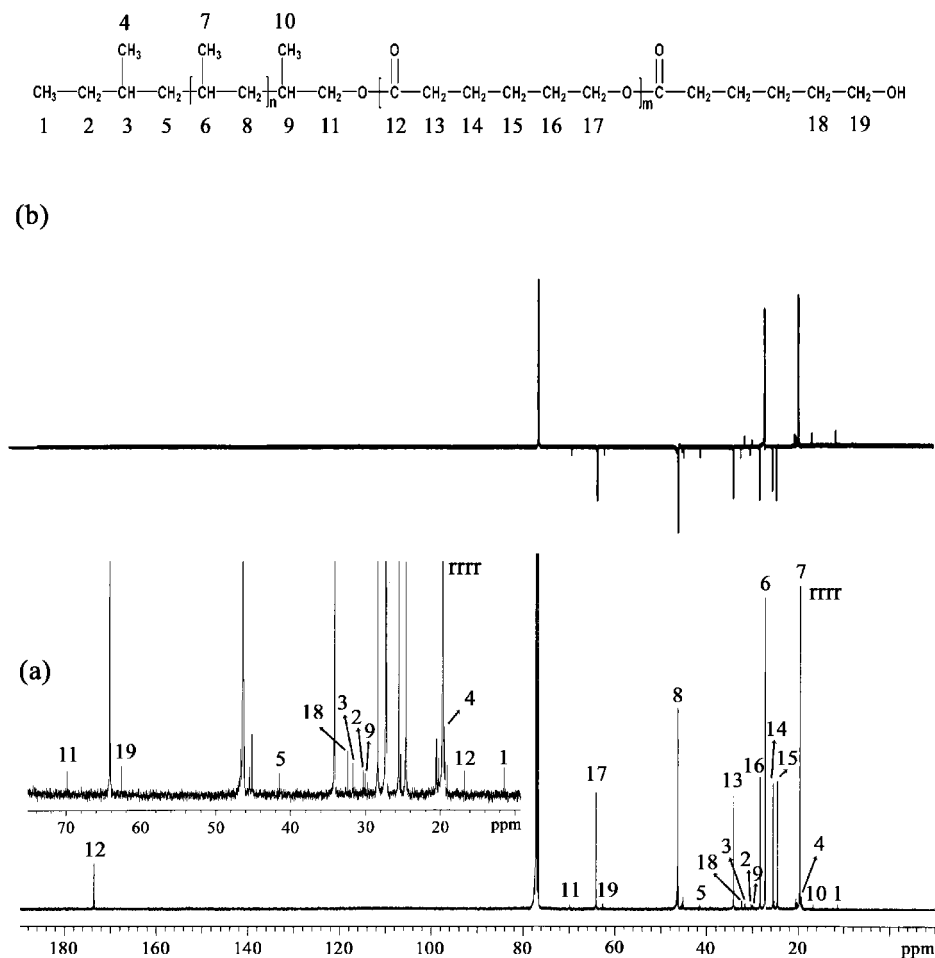 4 7 10
CH₃ CH₃ CH₃ O O
CH₃-CH₂-CH-CH₂-[CH-CH₂]n-CH-CH₂-O-[C-CH₂-CH₂-CH₂-CH₂-CH₂-O]m-C-CH₂-CH₂-CH₂-CH₂-CH₂-OH
1 2 3 5 6 8 9 11 12 13 14 15 16 17 18 19
(b)
(a)
rrrr
11 19 5 18 3 2 9 4 12 1
70 60 50 40 30 20 ppm
12 11 17 19 8 5 18 3 13 2 9 16 6 14 15 7 rrrr 4 10 1
180 160 140 120 100 80 60 40 20 ppm